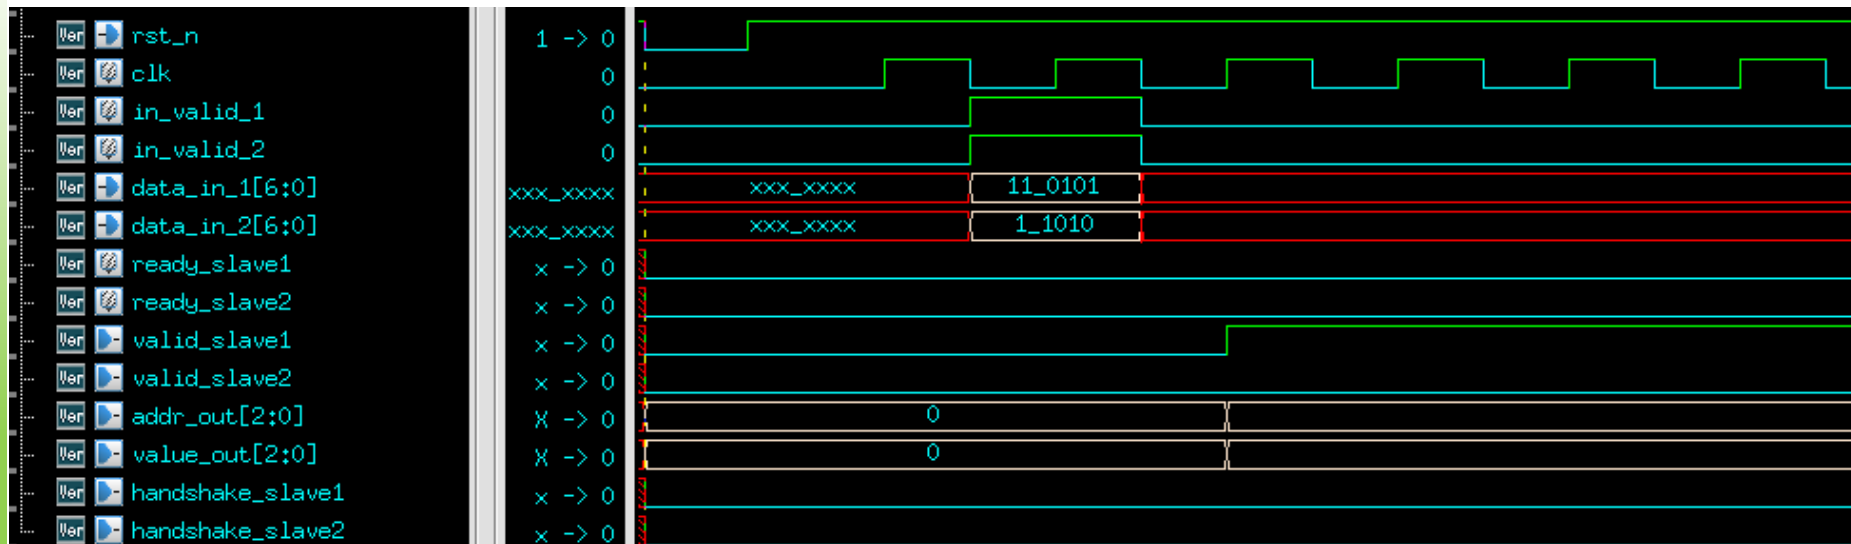 Ver rst_n 1 -> 0
Ver clk 0
Ver in_valid_1 0
Ver in_valid_2 0
Ver data_in_1[6:0] xxx_xxxx xxx_xxxx 11_0101
Ver data_in_2[6:0] xxx_xxxx xxx_xxxx 1_1010
Ver ready_slave1 x -> 0
Ver ready_slave2 x -> 0
Ver valid_slave1 x -> 0
Ver valid_slave2 x -> 0
Ver addr_out[2:0] X -> 0 0
Ver value_out[2:0] X -> 0 0
Ver handshake_slave1 x -> 0
Ver handshake_slave2 x -> 0